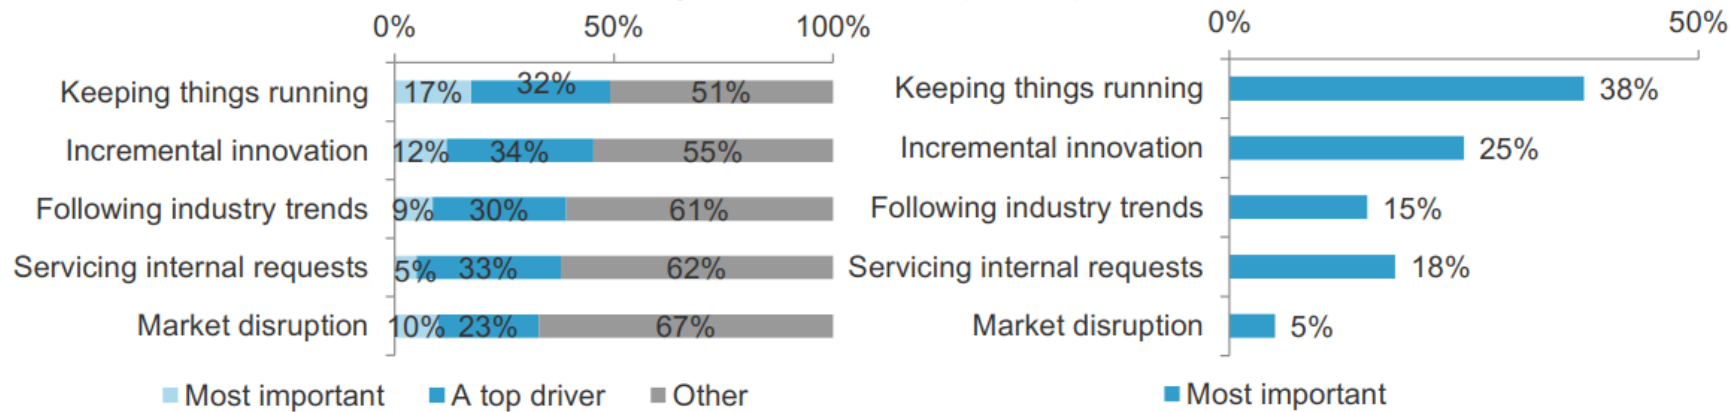 0% 50% 100%
Keeping things running 17% 32% 51%
Incremental innovation 12% 34% 55%
Following industry trends 9% 30% 61%
Servicing internal requests 5% 33% 62%
Market disruption 10% 23% 67%
Most important A top driver Other
0% 50%
Keeping things running 38%
Incremental innovation 25%
Following industry trends 15%
Servicing internal requests 18%
Market disruption 5%
Most important